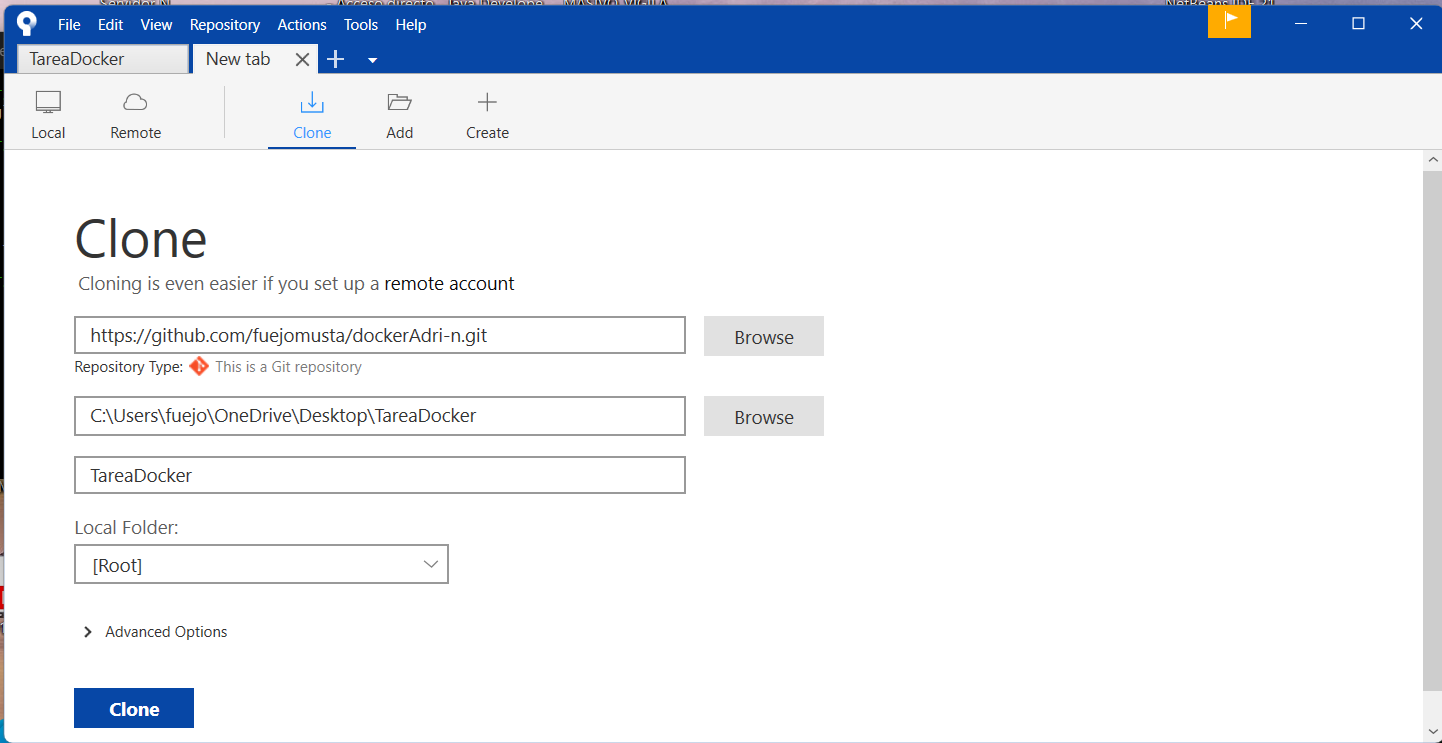 File Edit View Repository Actions Tools Help
TareaDocker New tab
Local Remote Clone Add Create
Clone
Cloning is even easier if you set up a remote account
https://github.com/fuejomusta/dockerAdri-n.git Browse
Repository Type: This is a Git repository
C:\Users\fuejo\OneDrive\Desktop\TareaDocker Browse
TareaDocker
Local Folder:
[Root]
Advanced Options
Clone